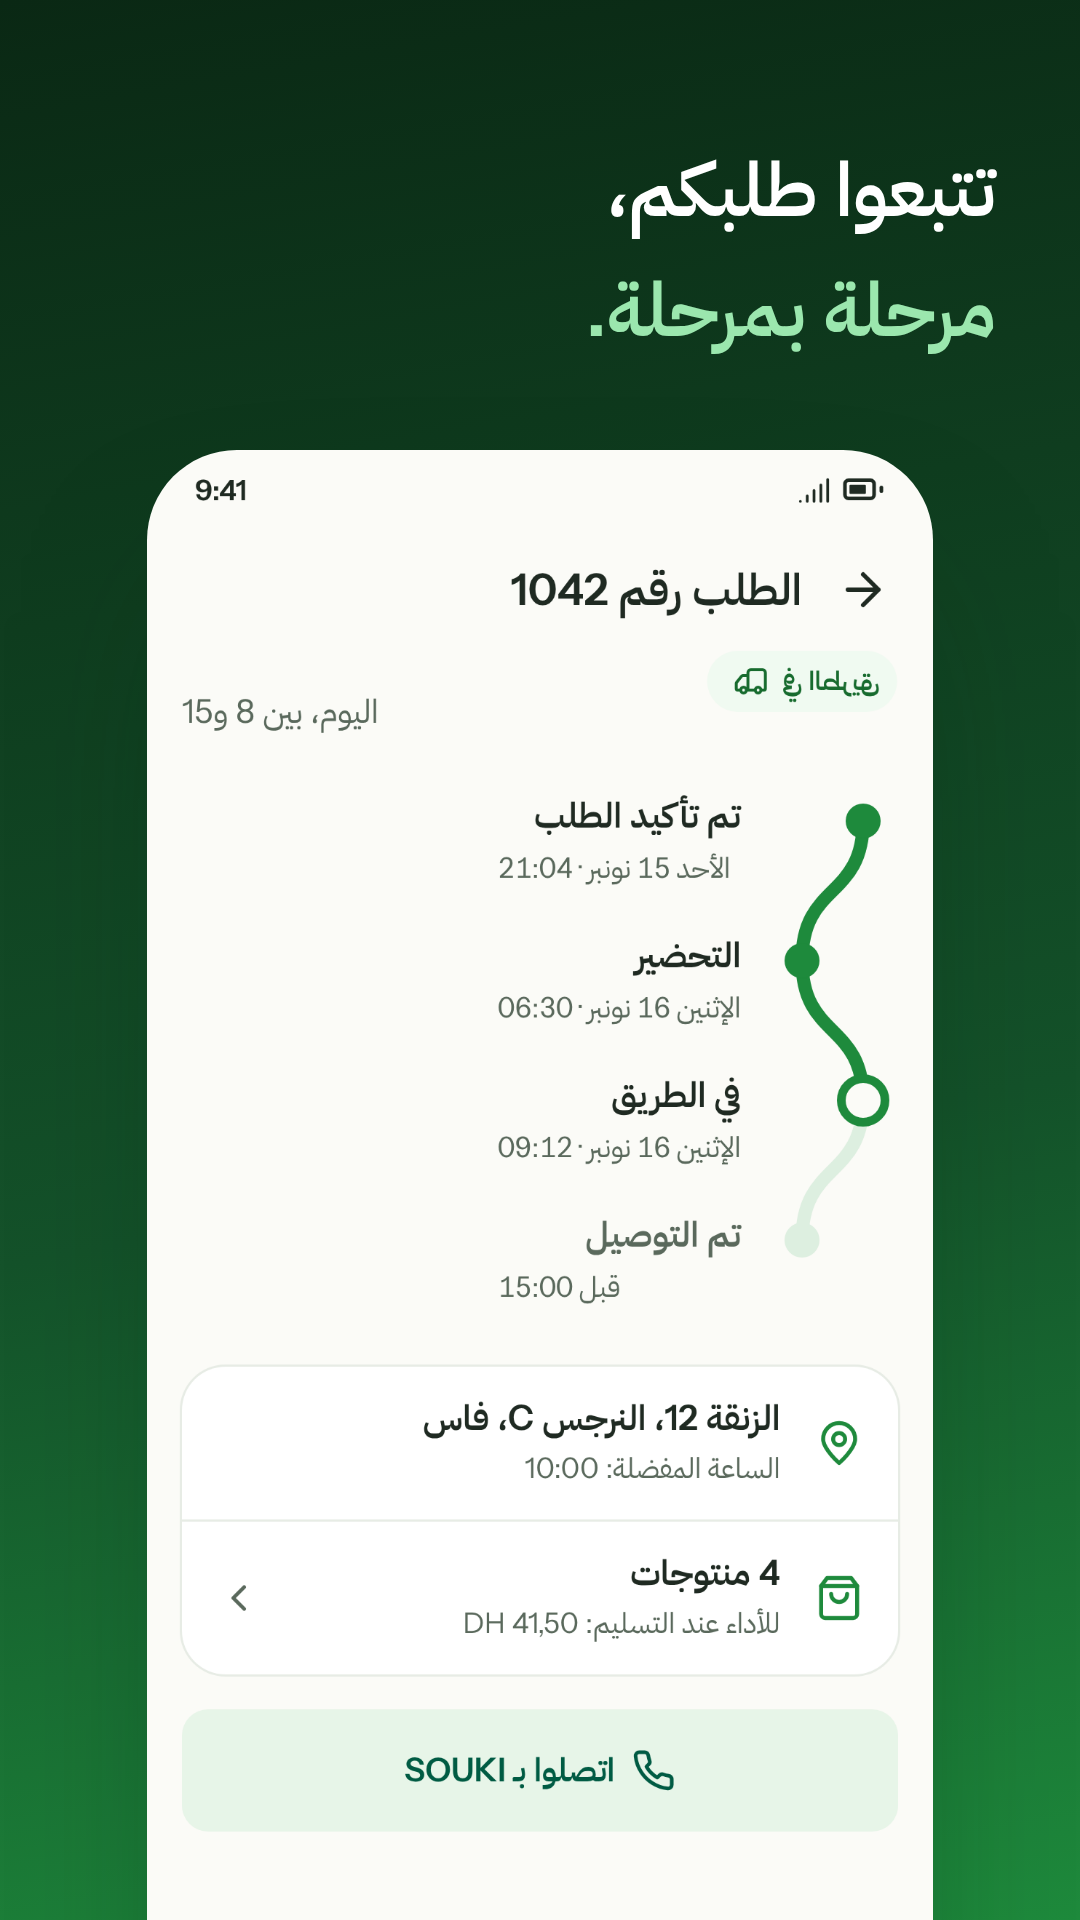 تتبعوا طلبكم،
مرحلة بمرحلة.
9:41
الطلب رقم 1042
في الطريق
اليوم، بين 8 و15
تم تأكيد الطلب
الأحد 15 نونبر · 21:04
التحضير
الإثنين 16 نونبر · 06:30
في الطريق
الإثنين 16 نونبر · 09:12
تم التوصيل
قبل 15:00
الزنقة 12، النرجس C، فاس
الساعة المفضلة: 10:00
4 منتوجات
للأداء عند التسليم: 41,50 DH
اتصلوا بـ SOUKI